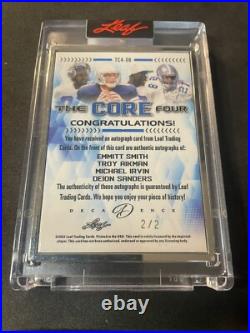 Leaf
TC4-08
THE CORE FOUR
CONGRATULATIONS!
You have received an autograph card from Leaf Trading
Cards. On the front of this card are authentic autographs of:
EMMITT SMITH
TROY AIKMAN
MICHAEL IRVIN
DEION SANDERS
The authenticity of these autographs is guaranteed by Leaf
Trading Cards. We hope you enjoy your piece of history!
DECADENCE
2/2
Leaf